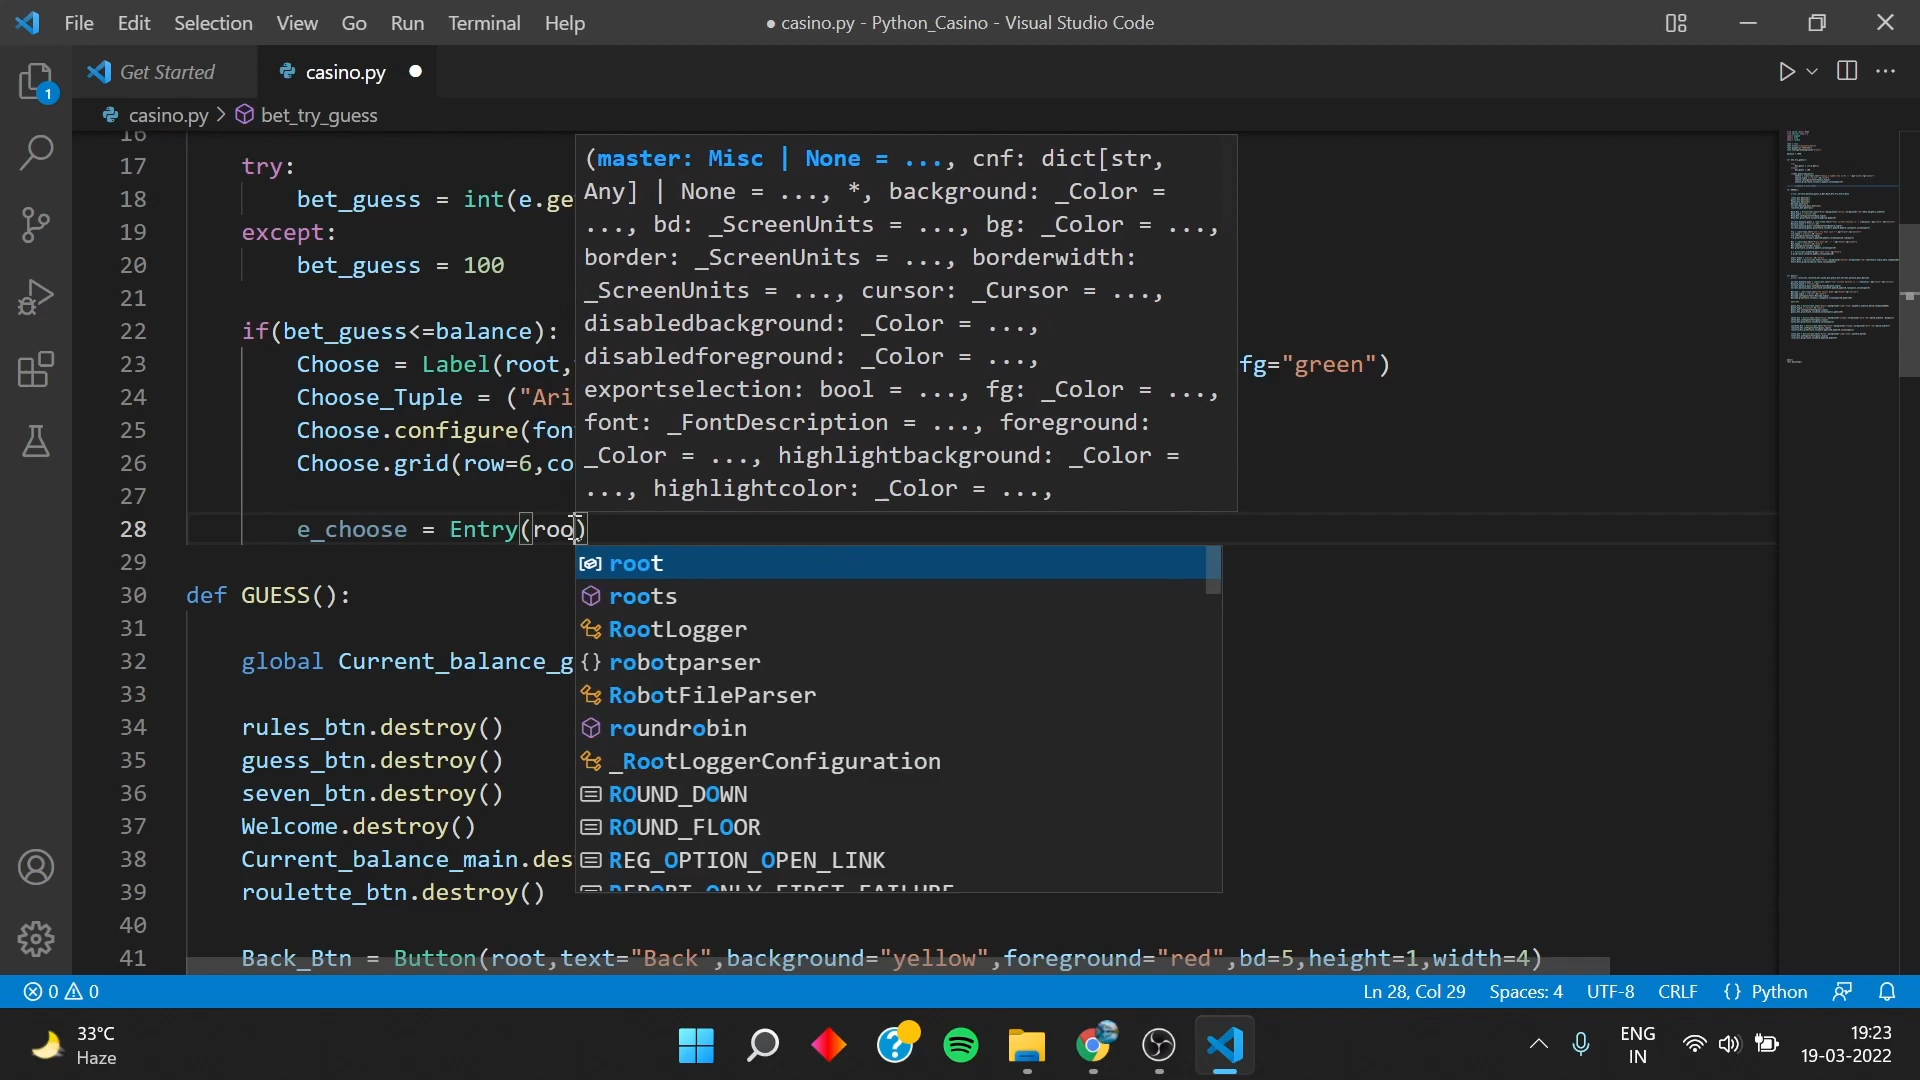 File Edit Selection View Go Run Terminal Help ● casino.py - Python_Casino - Visual Studio Code
Get Started casino.py ●
casino.py > bet_try_guess
1
16
17 try:
18 bet_guess = int(e.ge
19 except:
20 bet_guess = 100
21
22 if(bet_guess<=balance):
23 Choose = Label(root, fg="green")
24 Choose_Tuple = ("Ari
25 Choose.configure(fon
26 Choose.grid(row=6,co
27
28 e_choose = Entry(roo)
29
30 def GUESS():
31
32 global Current_balance_g
33
34 rules_btn.destroy()
35 guess_btn.destroy()
36 seven_btn.destroy()
37 Welcome.destroy()
38 Current_balance_main.des
39 roulette_btn.destroy()
40
41 Back_Btn = Button(root,text="Back",background="yellow",foreground="red",bd=5,height=1,width=4)
(master: Misc | None = ..., cnf: dict[str,
Any] | None = ..., *, background: _Color =
..., bd: _ScreenUnits = ..., bg: _Color = ...,
border: _ScreenUnits = ..., borderwidth:
_ScreenUnits = ..., cursor: _Cursor = ...,
disabledbackground: _Color = ...,
disabledforeground: _Color = ...,
exportselection: bool = ..., fg: _Color = ...,
font: _FontDescription = ..., foreground:
_Color = ..., highlightbackground: _Color =
..., highlightcolor: _Color = ...,
root
roots
RootLogger
robotparser
RobotFileParser
roundrobin
_RootLoggerConfiguration
ROUND_DOWN
ROUND_FLOOR
REG_OPTION_OPEN_LINK
REPORT_ONLY_FIRST_FAILURE
0 0 Ln 28, Col 29 Spaces: 4 UTF-8 CRLF {} Python
33°C
Haze
ENG
IN
19:23
19-03-2022